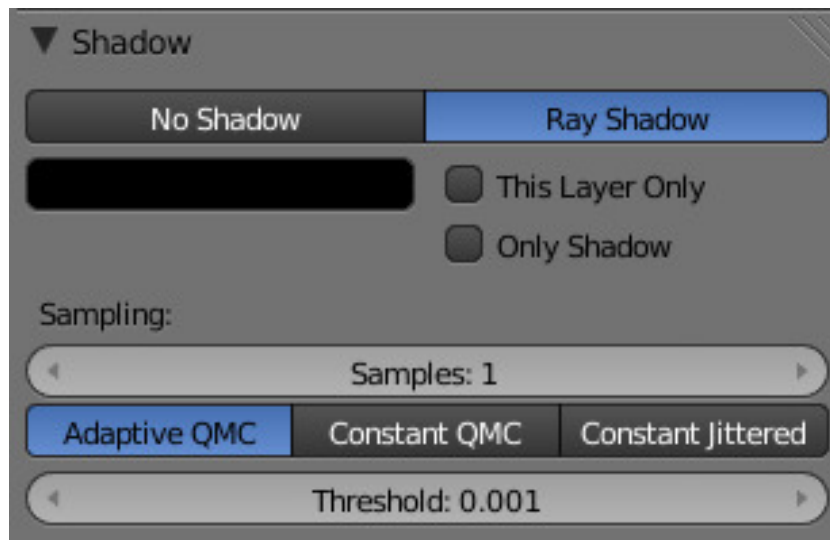 Shadow
No Shadow Ray Shadow
This Layer Only
Only Shadow
Sampling:
Samples: 1
Adaptive QMC Constant QMC Constant Jittered
Threshold: 0.001